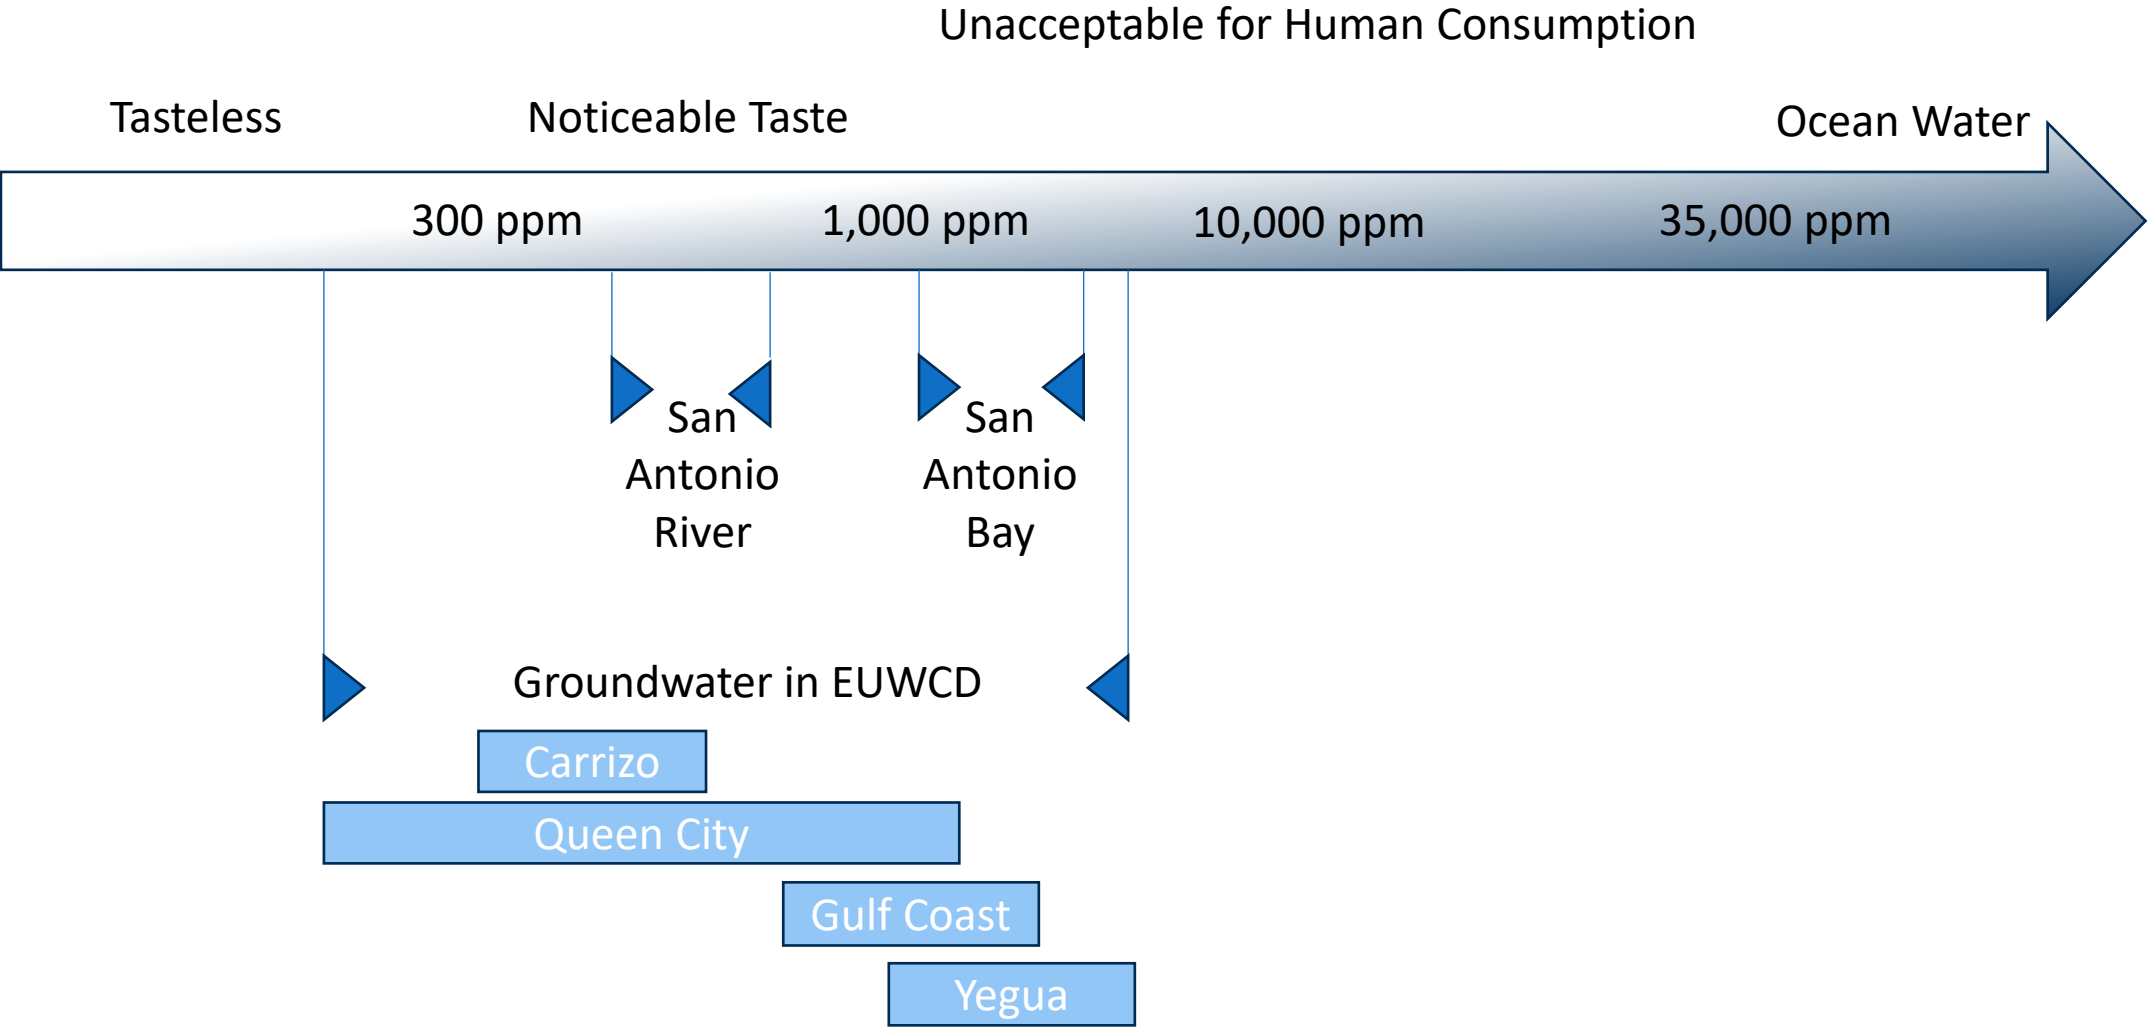 Unacceptable for Human Consumption
Tasteless
Noticeable Taste
Ocean Water
300 ppm
1,000 ppm
10,000 ppm
35,000 ppm
San
Antonio
River
San
Antonio
Bay
Groundwater in EUWCD
Carrizo
Queen City
Gulf Coast
Yegua